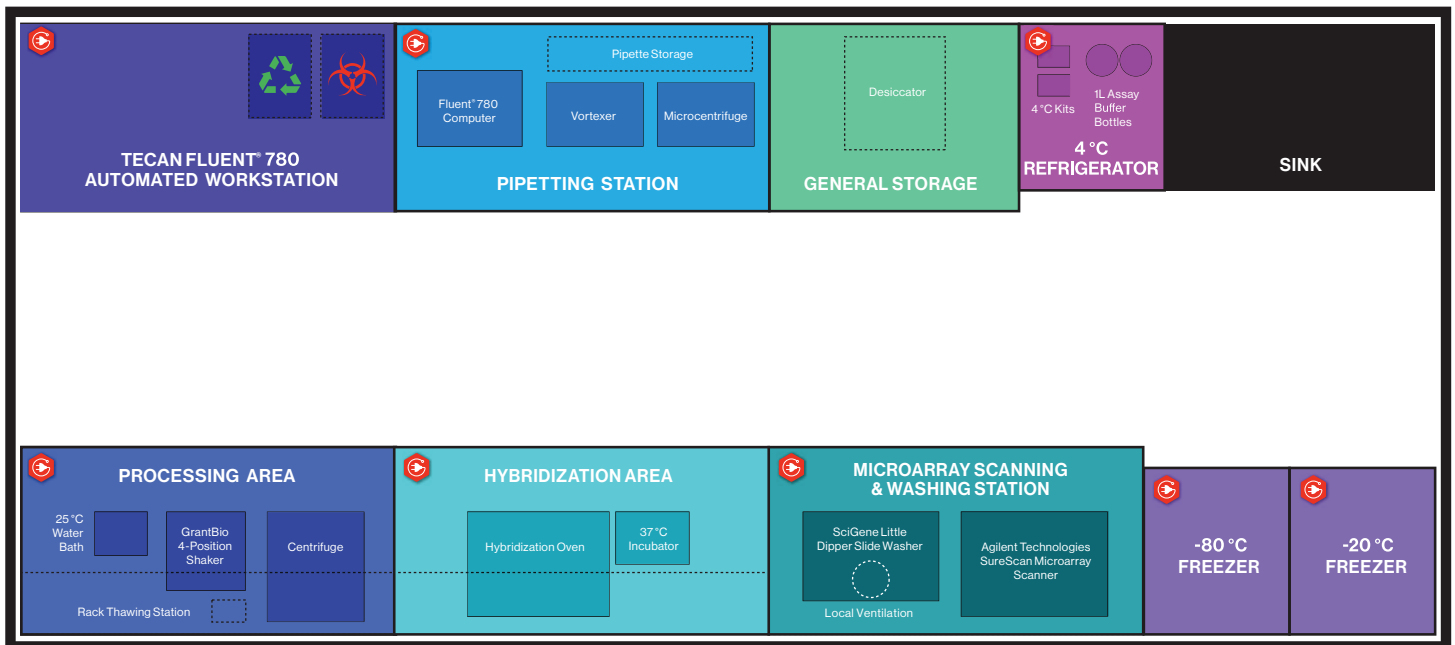 Pipette Storage
Fluent® 780
Computer
Vortexer
Microcentrifuge
Desiccator
4 °C Kits
1L Assay
Buffer
Bottles
TECAN FLUENT® 780
AUTOMATED WORKSTATION
PIPETTING STATION
GENERAL STORAGE
4 °C
REFRIGERATOR
SINK
PROCESSING AREA
25 °C
Water
Bath
GrantBio
4-Position
Shaker
Centrifuge
Rack Thawing Station
HYBRIDIZATION AREA
Hybridization Oven
37 °C
Incubator
MICROARRAY SCANNING
& WASHING STATION
SciGene Little
Dipper Slide Washer
Local Ventilation
Agilent Technologies
SureScan Microarray
Scanner
-80 °C
FREEZER
-20 °C
FREEZER